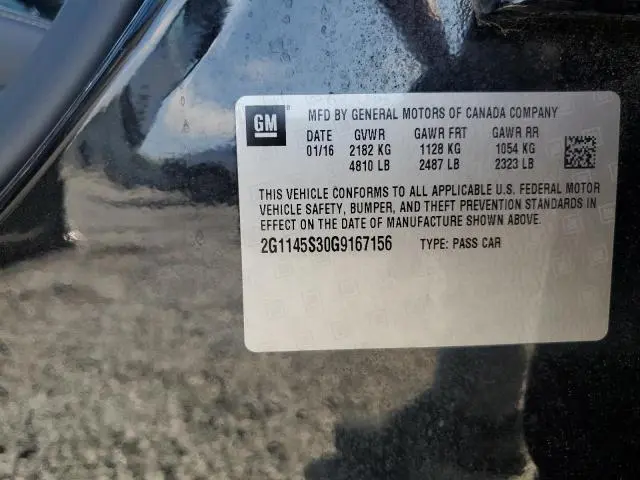 GM
MFD BY GENERAL MOTORS OF CANADA COMPANY
DATE GVWR GAWR FRT GAWR RR
01/16 2182 KG 1128 KG 1054 KG
4810 LB 2487 LB 2323 LB
THIS VEHICLE CONFORMS TO ALL APPLICABLE U.S. FEDERAL MOTOR
VEHICLE SAFETY, BUMPER, AND THEFT PREVENTION STANDARDS IN
EFFECT ON THE DATE OF MANUFACTURE SHOWN ABOVE.
2G1145S30G9167156 TYPE: PASS CAR